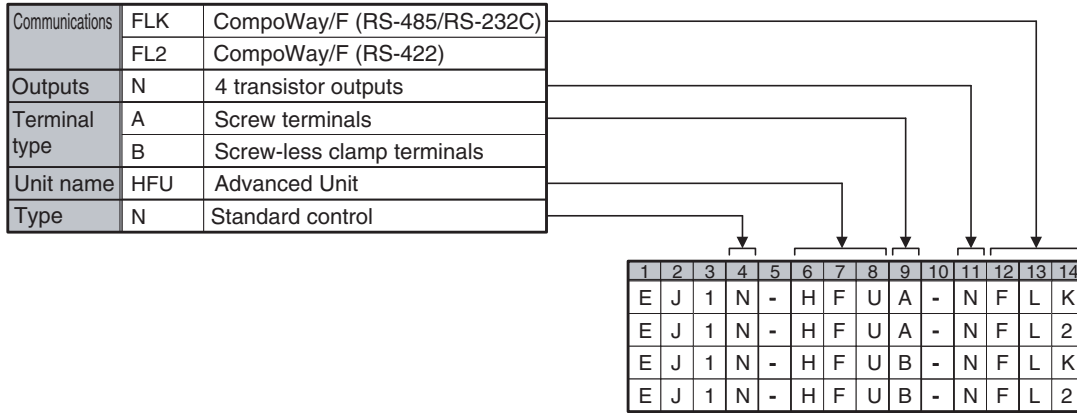 Communications FLK CompoWay/F (RS-485/RS-232C)
FL2 CompoWay/F (RS-422)
Outputs N 4 transistor outputs
Terminal type A Screw terminals
B Screw-less clamp terminals
Unit name HFU Advanced Unit
Type N Standard control
1 2 3 4 5 6 7 8 9 10 11 12 13 14
E J 1 N - H F U A - N F L K
E J 1 N - H F U A - N F L 2
E J 1 N - H F U B - N F L K
E J 1 N - H F U B - N F L 2